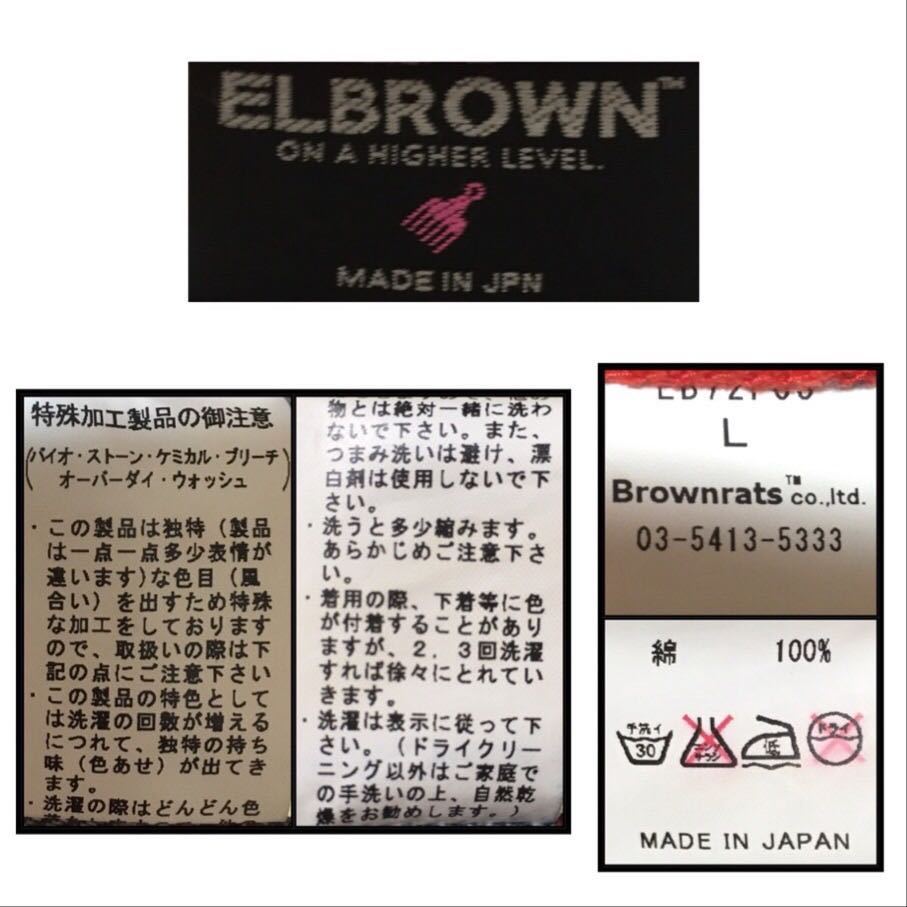 ELBROWN™
ON A HIGHER LEVEL.
MADE IN JPN
特殊加工製品の御注意
(バイオ・ストーン・ケミカル・ブリーチ
オーバーダイ・ウォッシュ)
・この製品は独特（製品
は一点一点多少表情が
違います)な色目（風
合い）を出すため特殊
な加工をしております
ので、取扱いの際は下
記の点にご注意下さい
・この製品の特色として
は洗濯の回数が増える
につれて、独特の持ち
味（色あせ）が出てき
ます。
・洗濯の際はどんどん色
物とは絶対一緒に洗わ
ないで下さい。また、
つまみ洗いは避け、漂
白剤は使用しないで下
さい。
・洗うと多少縮みます。
あらかじめご注意下さ
い。
・着用の際、下着等に色
が付着することがあり
ますが、2．3回洗濯
すれば徐々にとれてい
きます。
・洗濯は表示に従って下
さい。（ドライクリー
ニング以外はご家庭で
の手洗いの上、自然乾
燥をお勧めします。）
L
Brownrats™ co.,ltd.
03-5413-5333
綿 100%
手洗イ 30 エンソサラシ 低 ドライ
MADE IN JAPAN